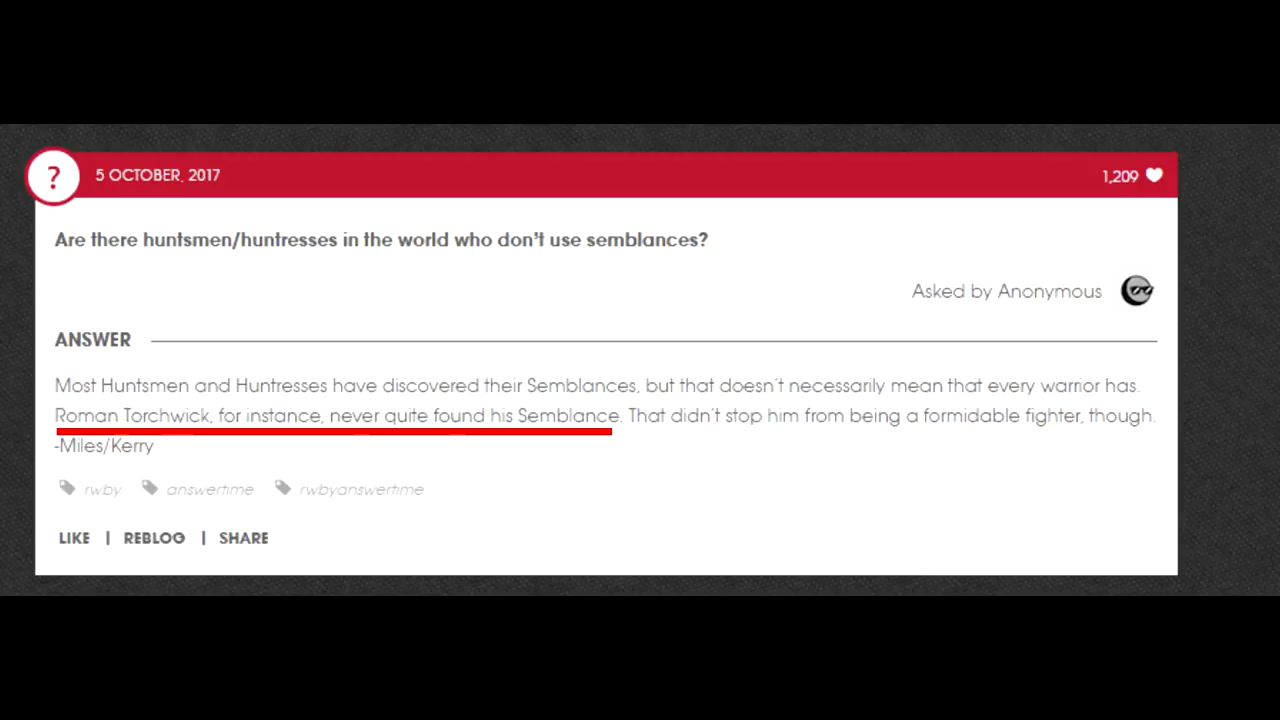 ?
5 OCTOBER, 2017
1,209
Are there huntsmen/huntresses in the world who don't use semblances?
Asked by Anonymous
ANSWER
Most Huntsmen and Huntresses have discovered their Semblances, but that doesn't necessarily mean that every warrior has.
Roman Torchwick, for instance, never quite found his Semblance. That didn't stop him from being a formidable fighter, though.
-Miles/Kerry
rwby answertime rwbyanswertime
LIKE | REBLOG | SHARE